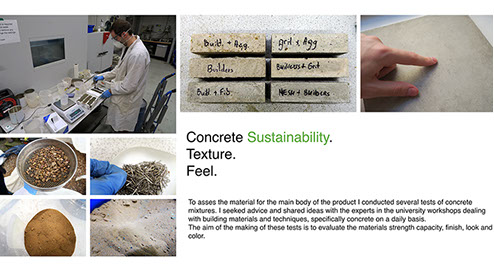 Build. + Agg.
Grit + Agg
Builders
Builders + Grit
Built + Fib.
MESH + Builders
Concrete Sustainability.
Texture.
Feel.
To asses the material for the main body of the product I conducted several tests of concrete
mixtures. I seeked advice and shared ideas with the experts in the university workshops dealing
with building materials and techniques, specifically concrete on a daily basis.
The aim of the making of these tests is to evaluate the materials strength capacity, finish, look and
color.